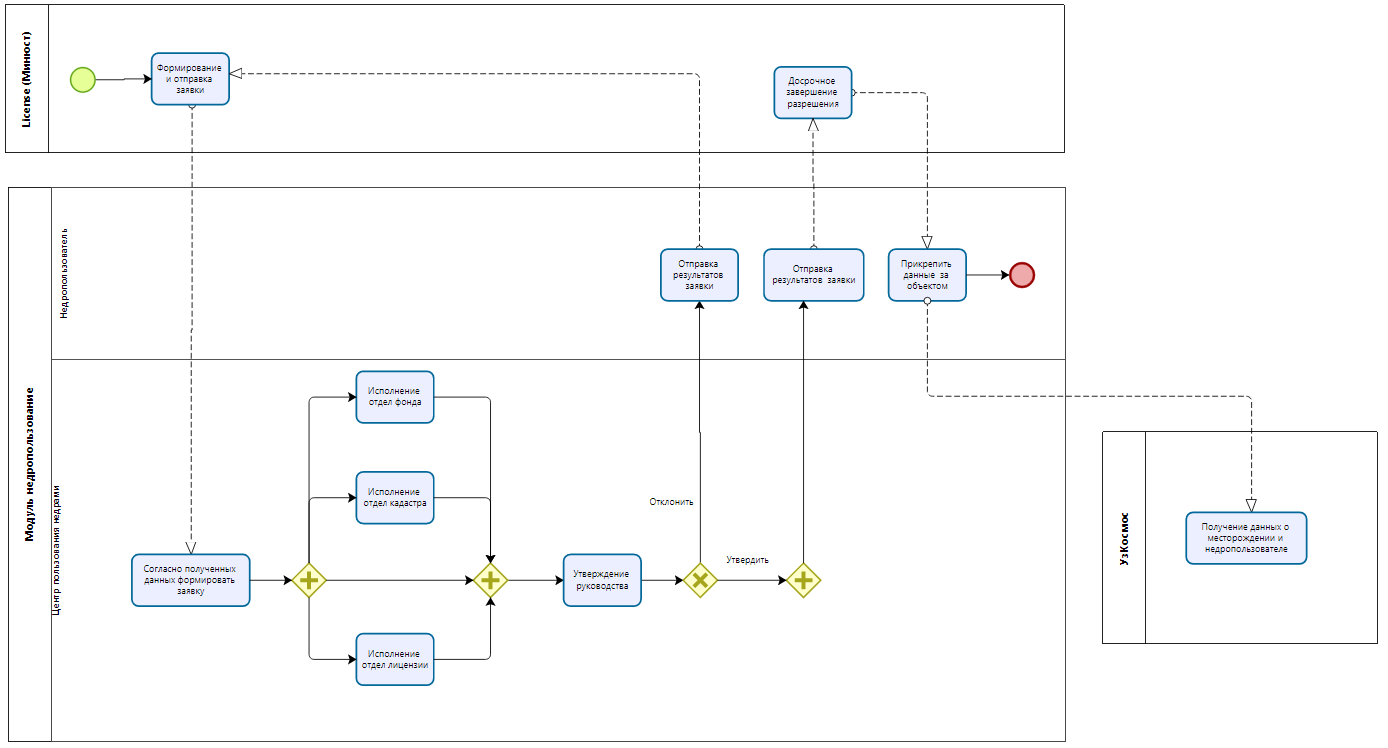 License (Минюст)
Формирование
и отправка
заявки
Досрочное
завершение
разрешения
Модуль недропользование
Недропользователь
Отправка
результатов
заявки
Отправка
результатов заявки
Прикрепить
данные за
объектом
Центр пользования недрами
Исполнение
отдел фонда
Исполнение
отдел кадастра
Исполнение
отдел лицензии
Согласно полученных
данных формировать
заявку
Утверждение
руководства
Отклонить
Утвердить
УзКосмос
Получение данных о
месторождении и
недропользователе